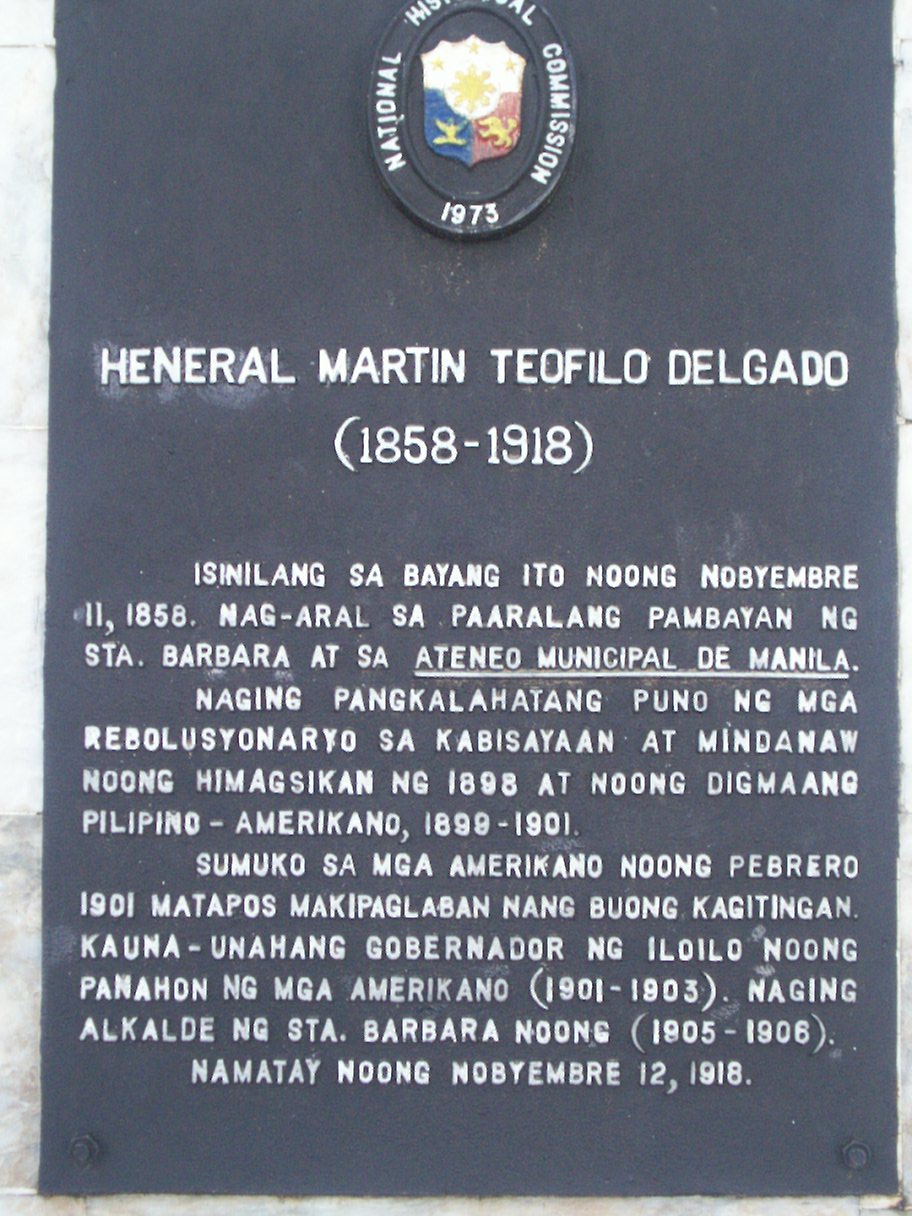 NATIONAL HISTORICAL COMMISSION
1973
HENERAL MARTIN TEOFILO DELGADO
(1858-1918)
ISINILANG SA BAYANG ITO NOONG NOBYEMBRE
11, 1858. NAG-ARAL SA PAARALANG PAMBAYAN NG
STA. BARBARA AT SA ATENEO MUNICIPAL DE MANILA.
NAGING PANGKALAHATANG PUNO NG MGA
REBOLUSYONARYO SA KABISAYAAN AT MINDANAW
NOONG HIMAGSIKAN NG 1898 AT NOONG DIGMAANG
PILIPINO-AMERIKANO, 1899-1901.
SUMUKO SA MGA AMERIKANO NOONG PEBRERO
1901 MATAPOS MAKIPAGLABAN NANG BUONG KAGITINGAN.
KAUNA-UNAHANG GOBERNADOR NG ILOILO NOONG
PANAHON NG MGA AMERIKANO (1901-1903). NAGING
ALKALDE NG STA. BARBARA NOONG (1905-1906).
NAMATAY NOONG NOBYEMBRE 12, 1918.